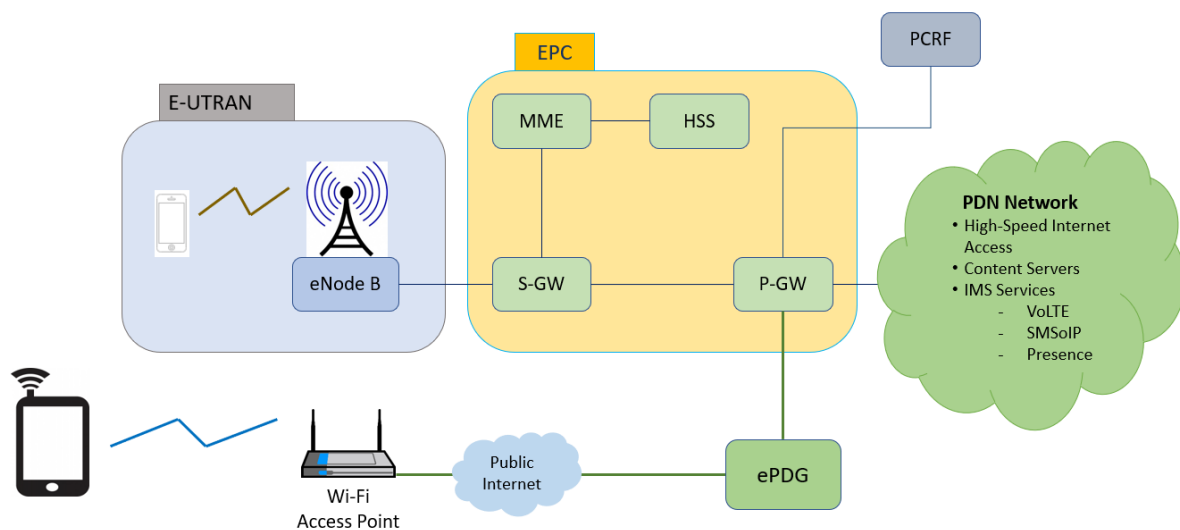 PCRF
EPC
E-UTRAN
MME
HSS
PDN Network
• High-Speed Internet
Access
• Content Servers
• IMS Services
- VoLTE
- SMSoIP
- Presence
eNode B
S-GW
P-GW
Public
Internet
ePDG
Wi-Fi
Access Point